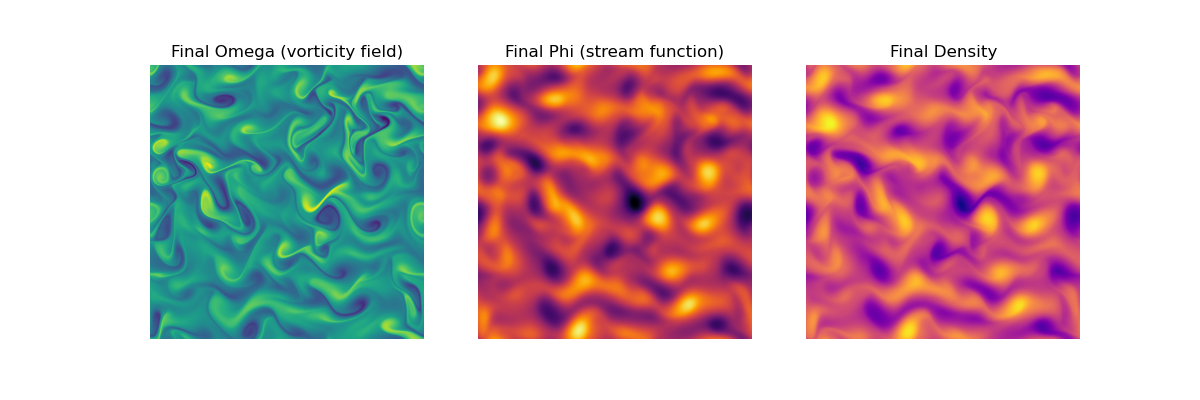 Final Omega (vorticity field)
Final Phi (stream function)
Final Density